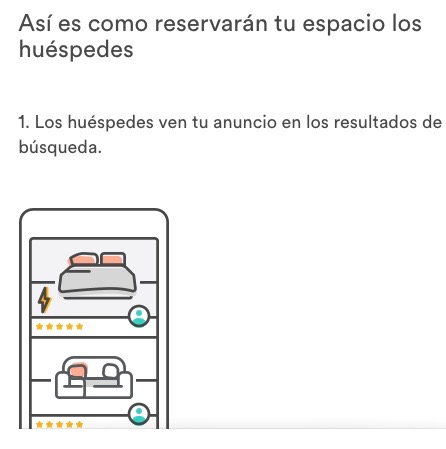 Así es como reservarán tu espacio los
huéspedes
1. Los huéspedes ven tu anuncio en los resultados de
búsqueda.